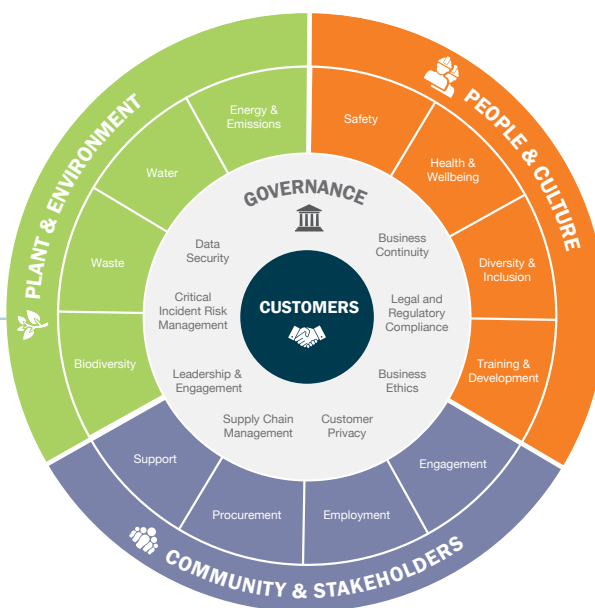 PLANT & ENVIRONMENT
Energy &
Emissions
Water
Waste
Biodiversity
PEOPLE & CULTURE
Safety
Health &
Wellbeing
Diversity &
Inclusion
Training &
Development
GOVERNANCE
Data
Security
Critical
Incident Risk
Management
Leadership &
Engagement
Supply Chain
Management
Customer
Privacy
Business
Ethics
Legal and
Regulatory
Compliance
Business
Continuity
CUSTOMERS
Support
Procurement
Employment
Engagement
COMMUNITY & STAKEHOLDERS